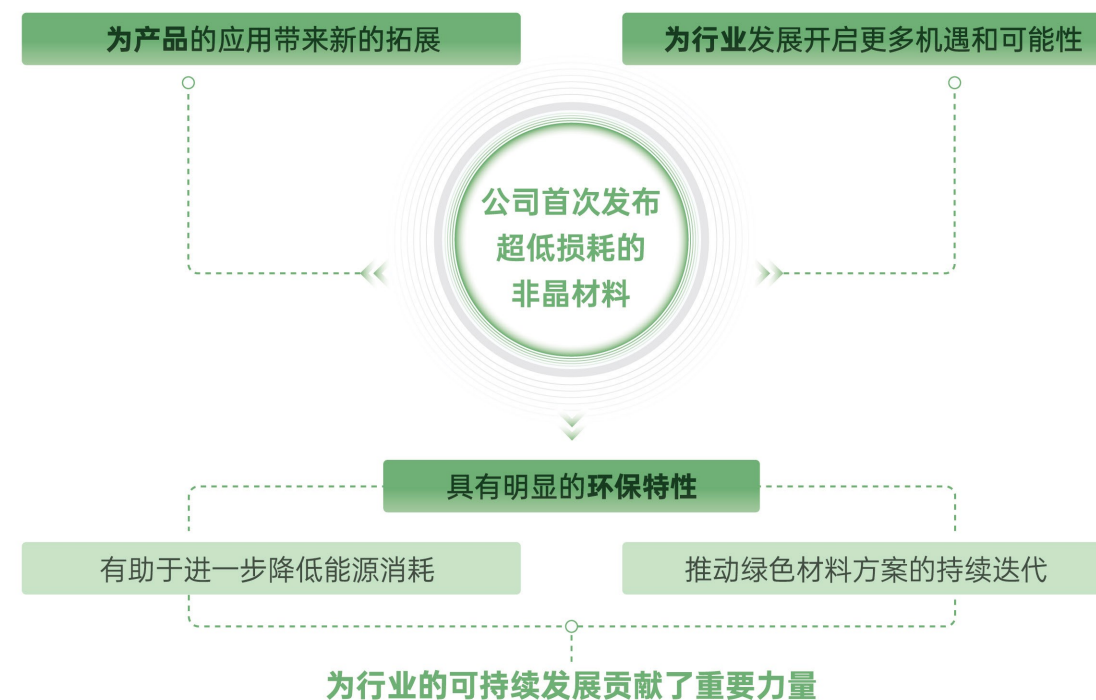 为产品的应用带来新的拓展
为行业发展开启更多机遇和可能性
公司首次发布
超低损耗的
非晶材料
具有明显的环保特性
有助于进一步降低能源消耗
推动绿色材料方案的持续迭代
为行业的可持续发展贡献了重要力量